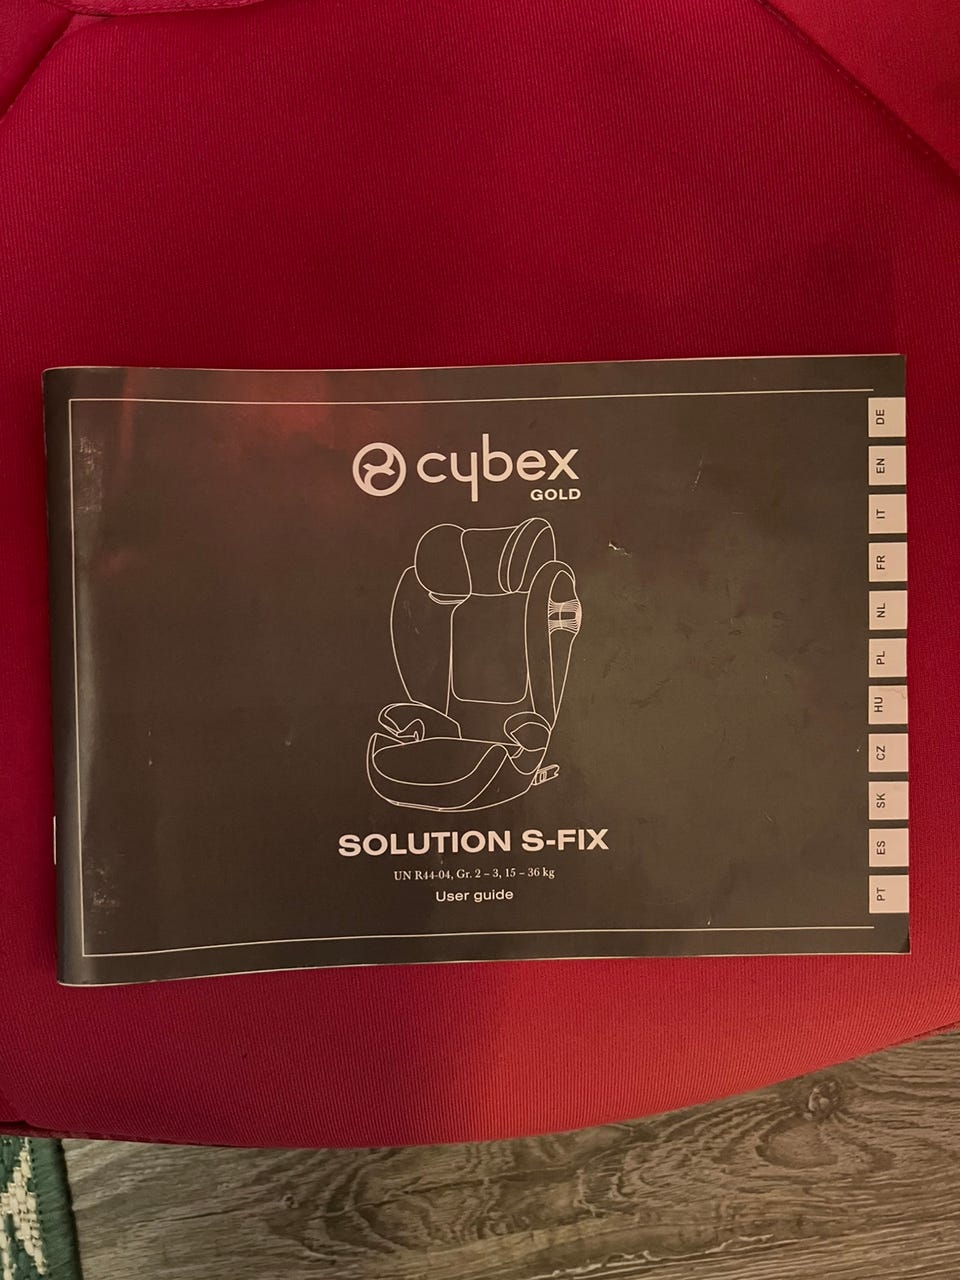 cybex
GOLD
SOLUTION S-FIX
UN R44-04, Gr. 2 – 3, 15 – 36 kg
User guide
DE
EN
IT
FR
NL
PL
HU
CZ
SK
ES
PT